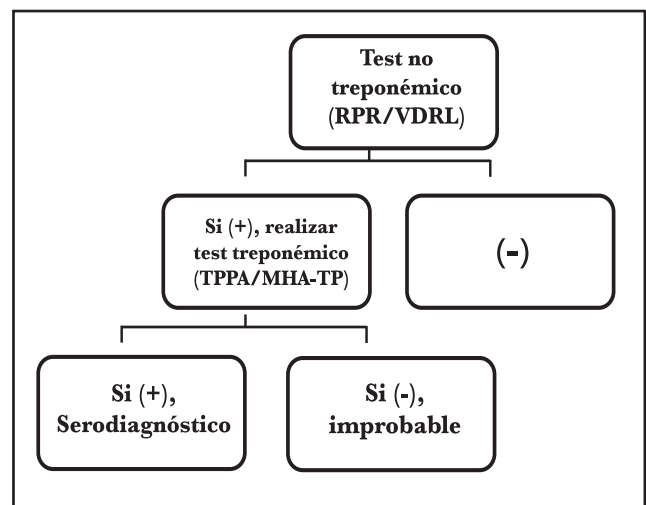 Test no
treponémico
(RPR/VDRL)
Si (+), realizar
test treponémico
(TPPA/MHA-TP)
(-)
Si (+),
Serodiagnóstico
Si (-),
improbable